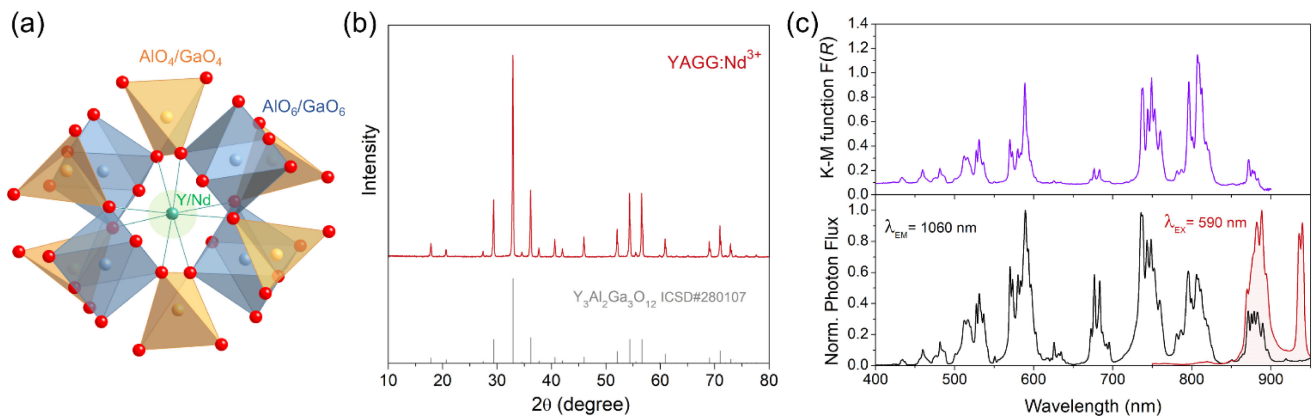 (a)
AlO₄/GaO₄
AlO₆/GaO₆
Y/Nd
(b)
YAGG:Nd³⁺
Intensity
Y₃Al₂Ga₃O₁₂ ICSD#280107
10 20 30 40 50 60 70 80
2θ (degree)
(c)
1.4
1.2
1.0
0.8
0.6
0.4
0.2
0.0
K-M function F(R)
λEM = 1060 nm
λEX = 590 nm
1.0
0.8
0.6
0.4
0.2
0.0
Norm. Photon Flux
400 500 600 700 800 900
Wavelength (nm)